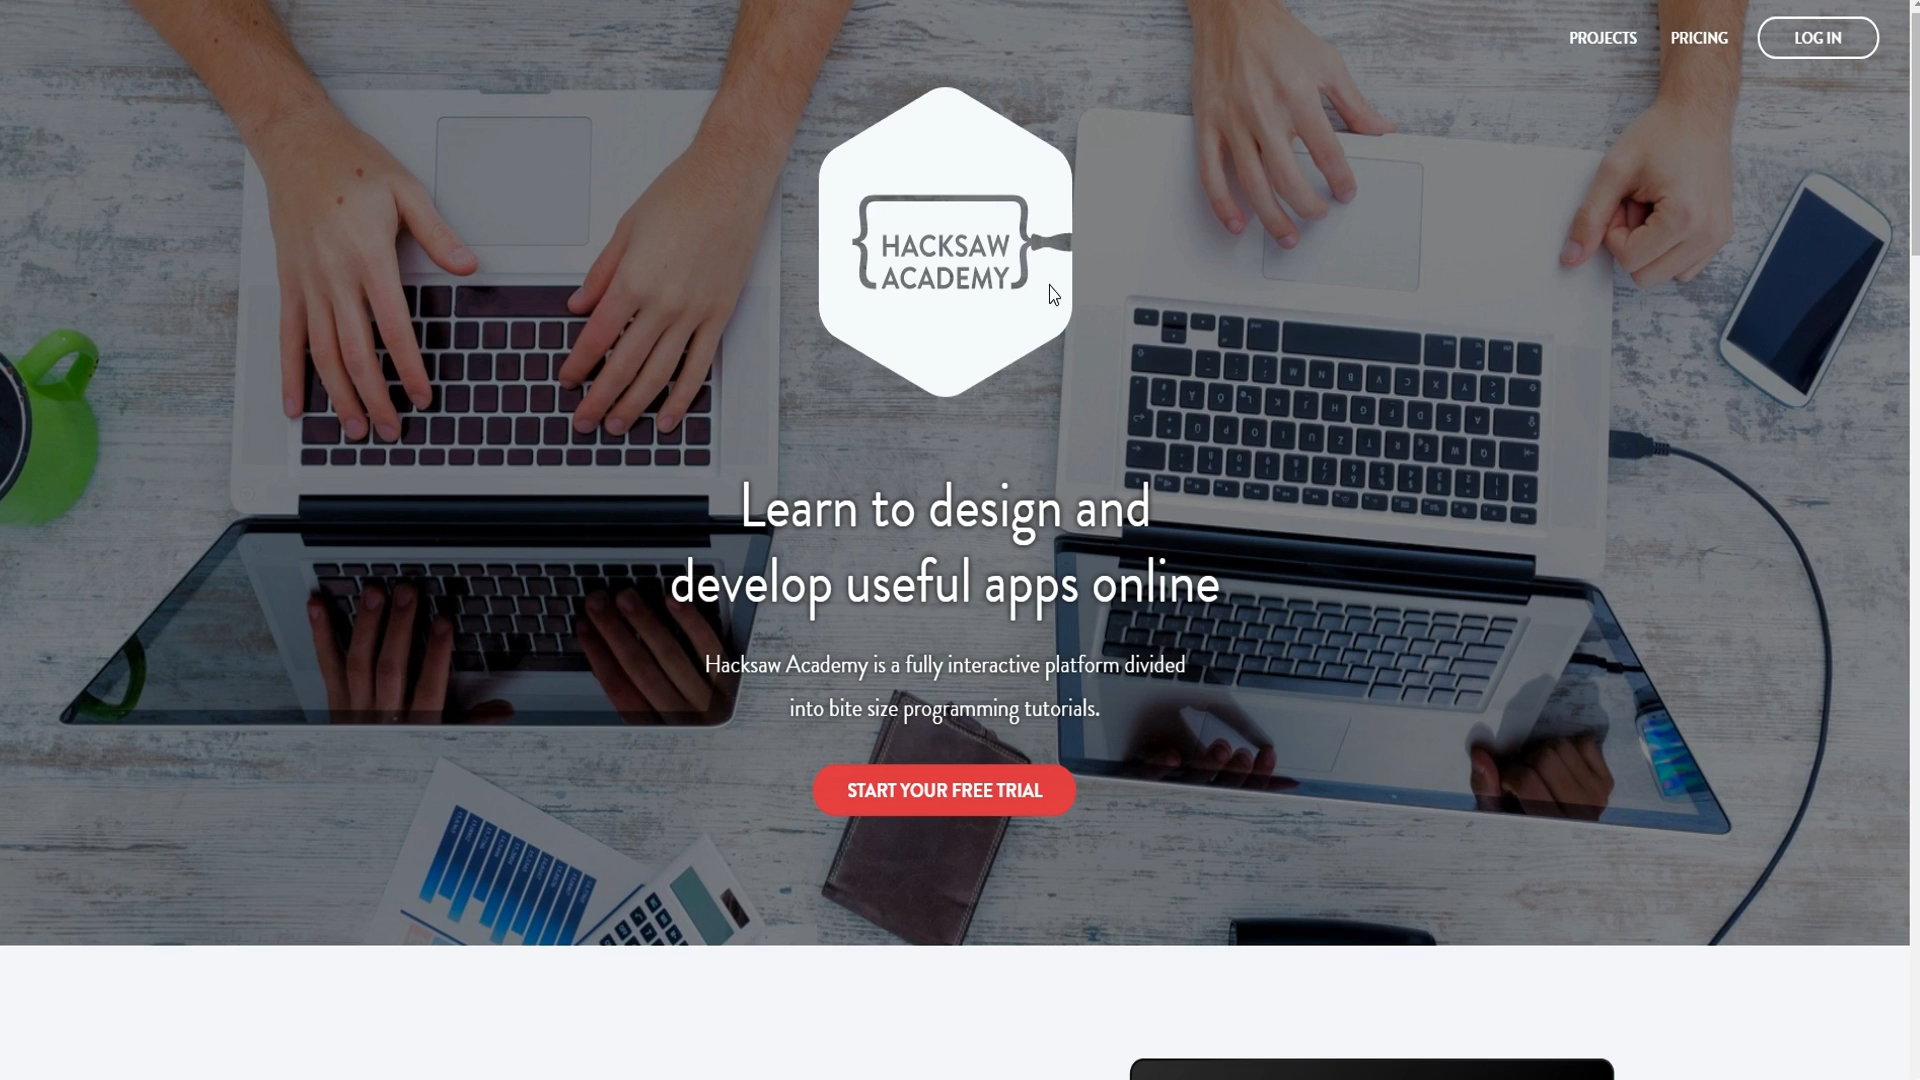 PROJECTS PRICING LOG IN
HACKSAW
ACADEMY
Learn to design and
develop useful apps online
Hacksaw Academy is a fully interactive platform divided
into bite size programming tutorials.
START YOUR FREE TRIAL